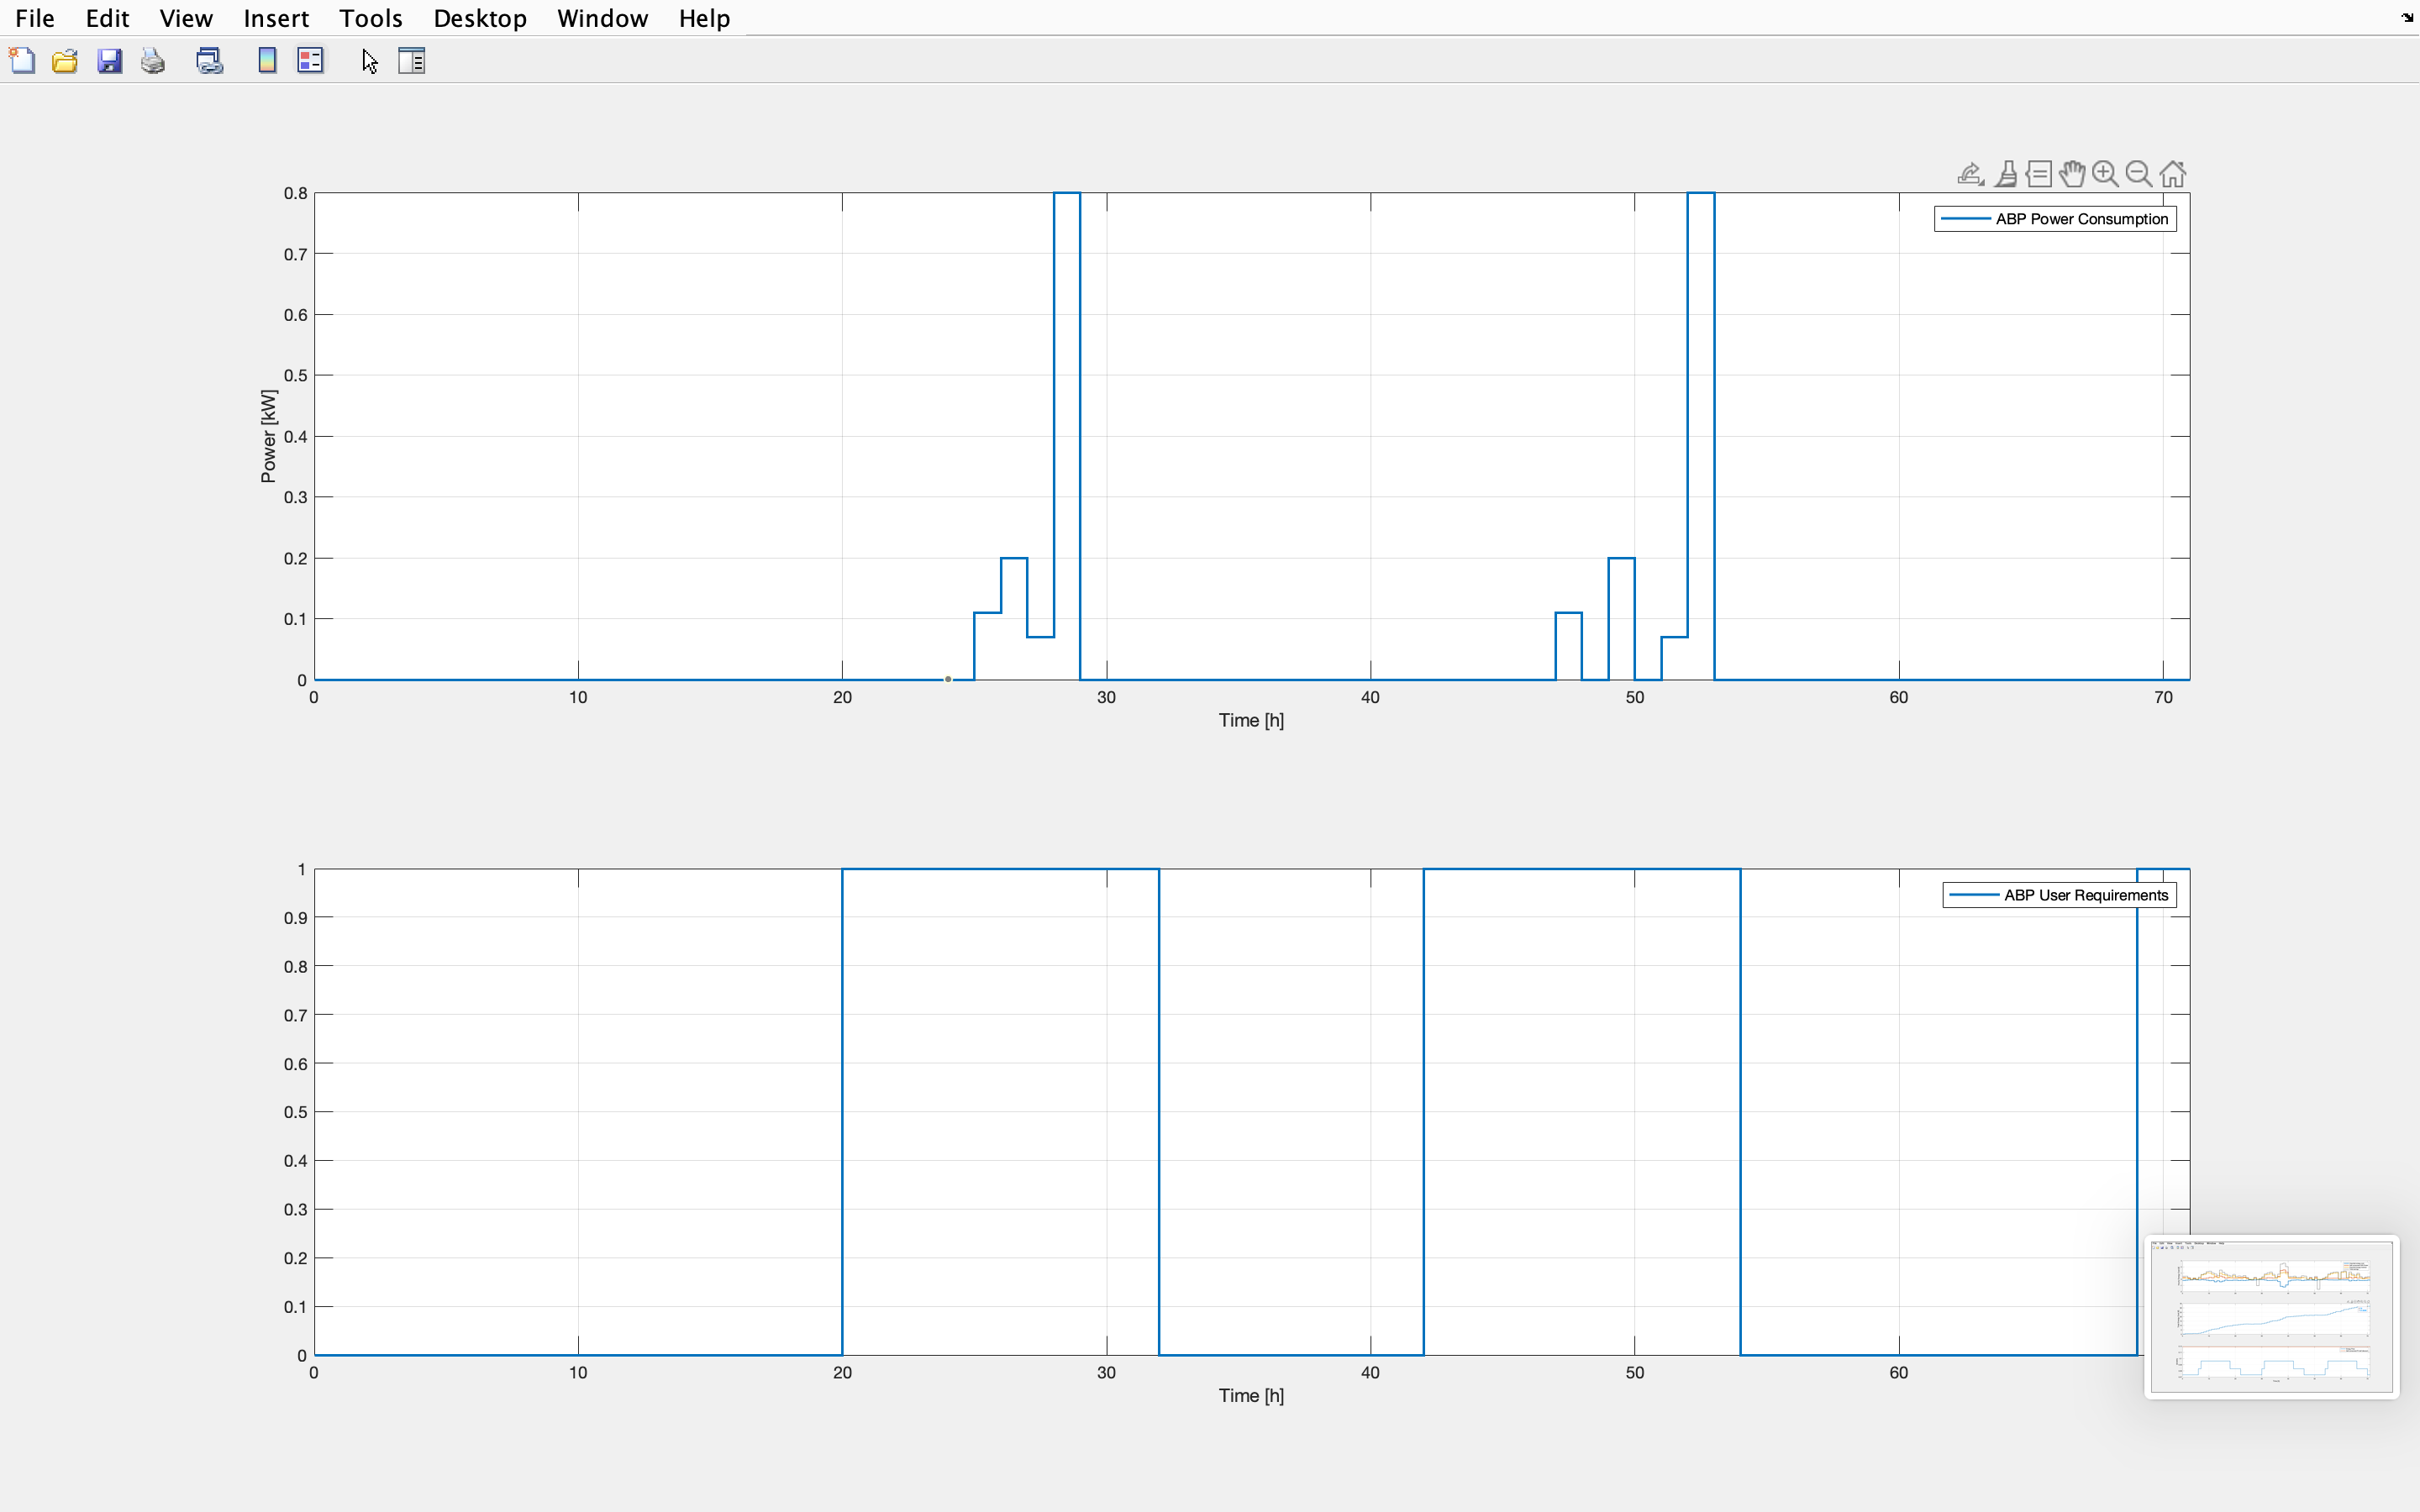 File Edit View Insert Tools Desktop Window Help
0.8
0.7
0.6
0.5
0.4
0.3
0.2
0.1
0
Power [kW]
ABP Power Consumption
0 10 20 30 40 50 60 70
Time [h]
1
0.9
0.8
0.7
0.6
0.5
0.4
0.3
0.2
0.1
0
ABP User Requirements
0 10 20 30 40 50 60
Time [h]